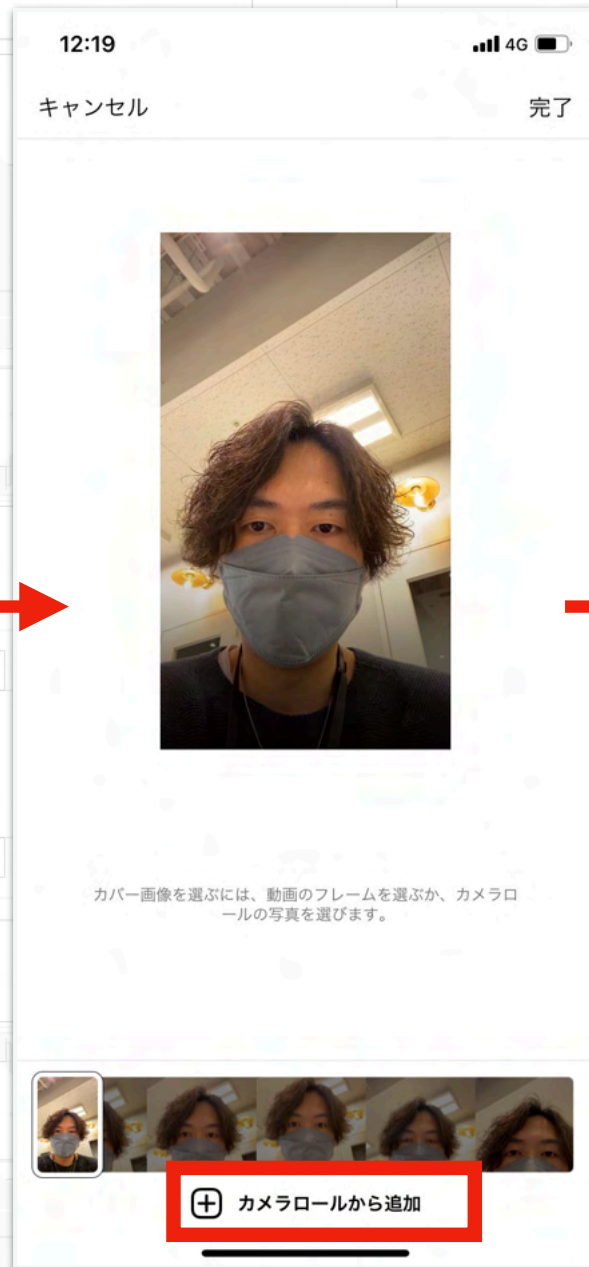 12:19
4G
キャンセル
完了
カバー画像を選ぶには、動画のフレームを選ぶか、カメラロ
ールの写真を選びます。
カメラロールから追加